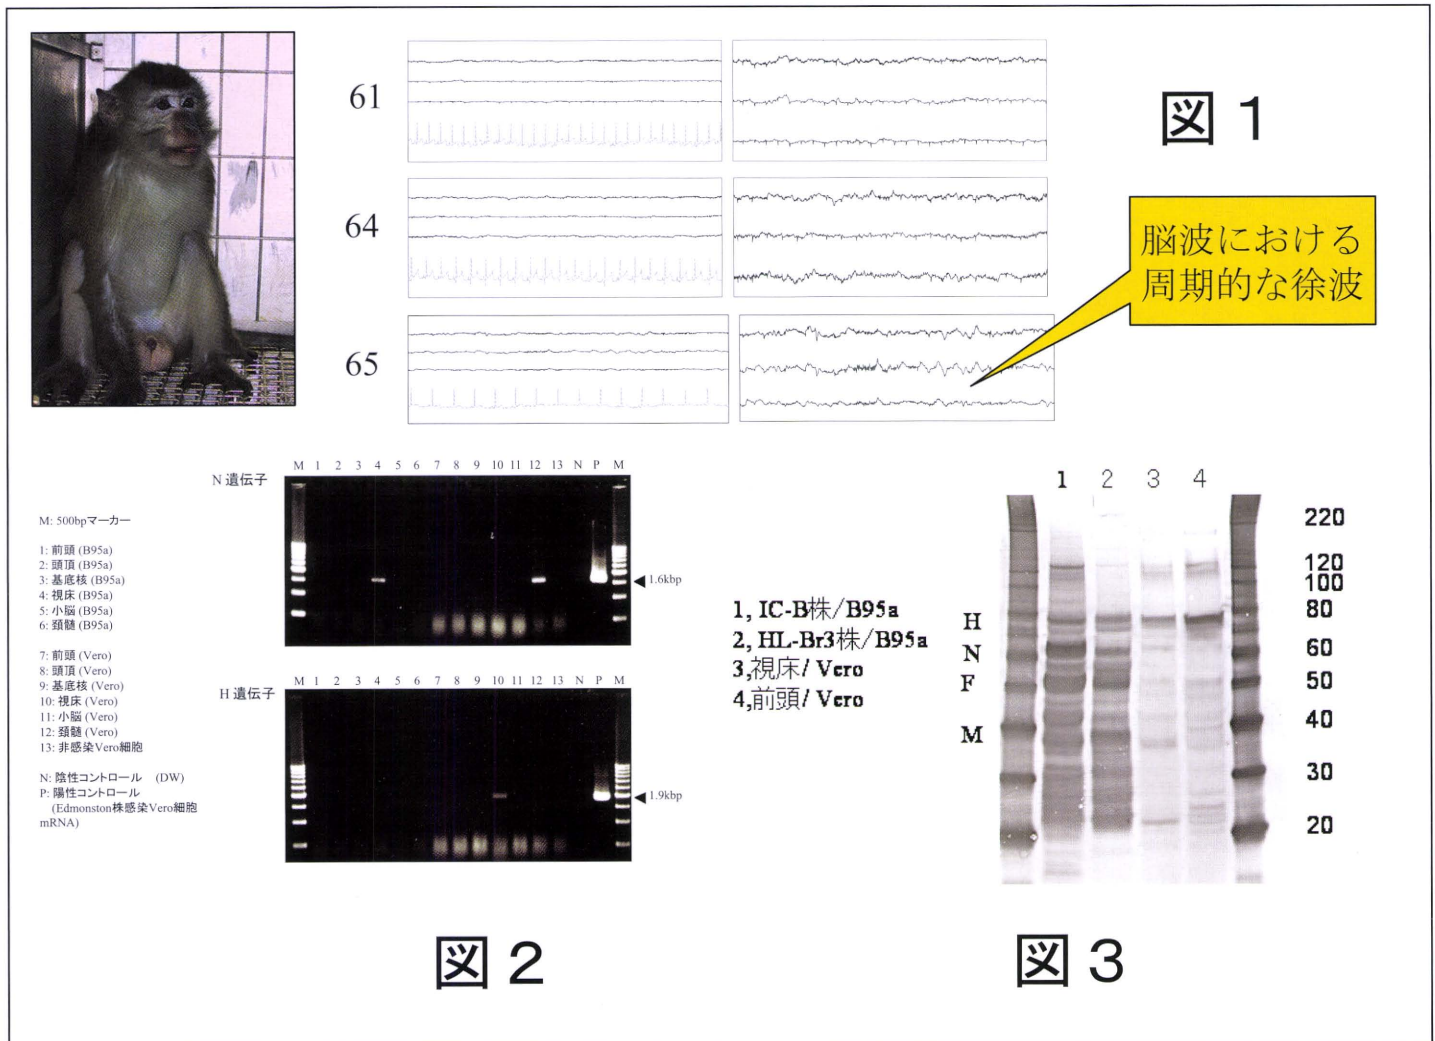 61
図 1
64
脳波における
周期的な徐波
65
N 遺伝子
M 1 2 3 4 5 6 7 8 9 10 11 12 13 N P M
1.6kbp
M: 500bpマーカー
1: 前頭 (B95a)
2: 頭頂 (B95a)
3: 基底核 (B95a)
4: 視床 (B95a)
5: 小脳 (B95a)
6: 頚髄 (B95a)
7: 前頭 (Vero)
8: 頭頂 (Vero)
9: 基底核 (Vero)
10: 視床 (Vero)
11: 小脳 (Vero)
12: 頚髄 (Vero)
13: 非感染Vero細胞
N: 陰性コントロール (DW)
P: 陽性コントロール
(Edmonston株感染Vero細胞
mRNA)
H 遺伝子
M 1 2 3 4 5 6 7 8 9 10 11 12 13 N P M
1.9kbp
図 2
1, IC-B株/B95a
2, HL-Br3株/B95a
3,視床/ Vero
4,前頭/ Vero
1 2 3 4
H
N
F
M
220
120
100
80
60
50
40
30
20
図 3